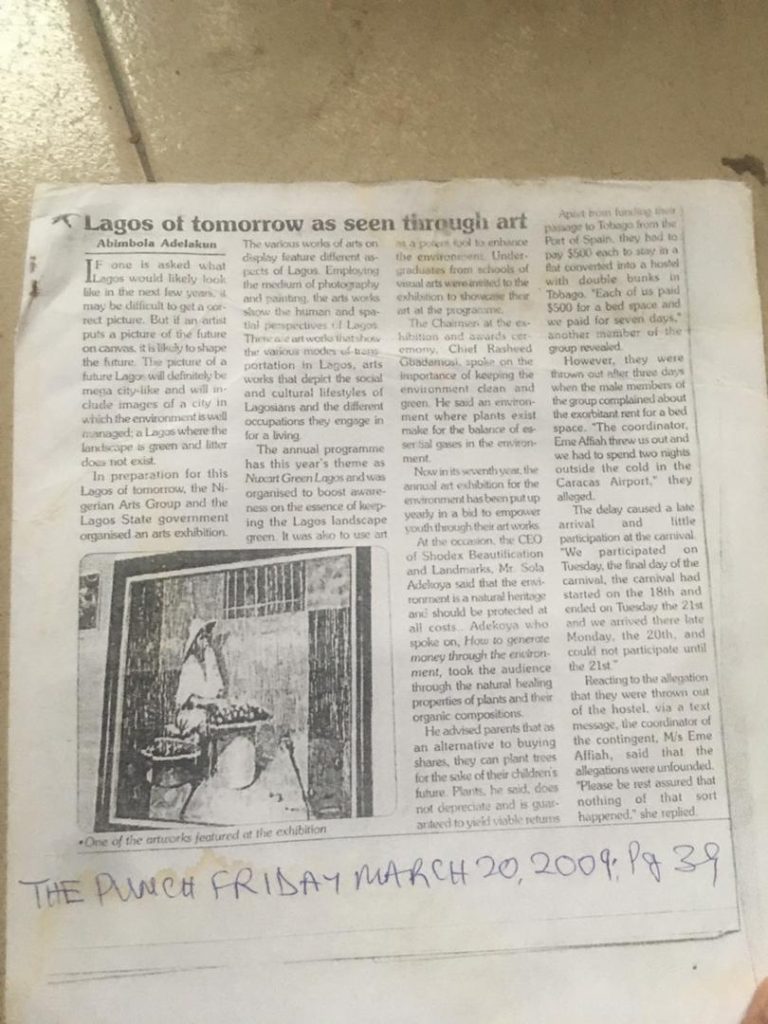 Lagos of tomorrow as seen through art
Abimbola Adelakun
IF one is asked what
Lagos would likely look
like in the next few years, it
may be difficult to get a cor-
rect picture. But if an artist
puts a picture of the future
on canvas, it is likely to shape
the future. The picture of a
future Lagos will definitely be
mega city-like and will in-
clude images of a city in
which the environment is well
managed; a Lagos where the
landscape is green and litter
does not exist.
In preparation for this
Lagos of tomorrow, the Ni-
gerian Arts Group and the
Lagos State government
organised an arts exhibition.
The various works of arts on
display feature different as-
pects of Lagos. Employing
the medium of photography
and painting, the arts works
show the human and spa-
tial perspectives of Lagos.
There are art works that show
the various modes of trans-
portation in Lagos, arts
works that depict the social
and cultural lifestyles of
Lagosians and the different
occupations they engage in
for a living.
The annual programme
has this year's theme as
Nuxart Green Lagos and was
organised to boost aware-
ness on the essence of keep-
ing the Lagos landscape
green. It was also to use art
as a potent tool to enhance
the environment. Under-
graduates from schools of
visual arts were invited to the
exhibition to showcase their
art at the programme.
The Chairman at the ex-
hibition and awards cer-
emony, Chief Rasheed
Gbadamosi, spoke on the
importance of keeping the
environment clean and
green. He said an environ-
ment where plants exist
make for the balance of es-
sential gases in the environ-
ment.
Now in its seventh year, the
annual art exhibition for the
environment has been put up
yearly in a bid to empower
youth through their art works.
At the occasion, the CEO
of Shodex Beautification
and Landmarks, Mr. Sola
Adekoya said that the envi-
ronment is a natural heritage
and should be protected at
all costs. Adekoya who
spoke on, How to generate
money through the environ-
ment, took the audience
through the natural healing
properties of plants and their
organic compositions.
He advised parents that as
an alternative to buying
shares, they can plant trees
for the sake of their children's
future. Plants, he said, does
not depreciate and is guar-
anteed to yield viable returns
Apart from funding their
passage to Tobago from the
Port of Spain, they had to
pay $500 each to stay in a
flat converted into a hostel
with double bunks in
Tobago. "Each of us paid
$500 for a bed space and
we paid for seven days,"
another member of the
group revealed.
However, they were
thrown out after three days
when the male members of
the group complained about
the exorbitant rent for a bed
space. "The coordinator,
Eme Affiah threw us out and
we had to spend two nights
outside the cold in the
Caracas Airport," they
alleged.
The delay caused a late
arrival and little
participation at the carnival.
"We participated on
Tuesday, the final day of the
carnival, the carnival had
started on the 18th and
ended on Tuesday the 21st
and we arrived there late
Monday, the 20th, and
could not participate until
the 21st."
Reacting to the allegation
that they were thrown out
of the hostel, via a text
message, the coordinator of
the contingent, M/s Eme
Affiah, said that the
allegations were unfounded.
"Please be rest assured that
nothing of that sort
happened," she replied.
•One of the artworks featured at the exhibition
THE PUNCH FRIDAY MARCH 20, 2009; Pg 39